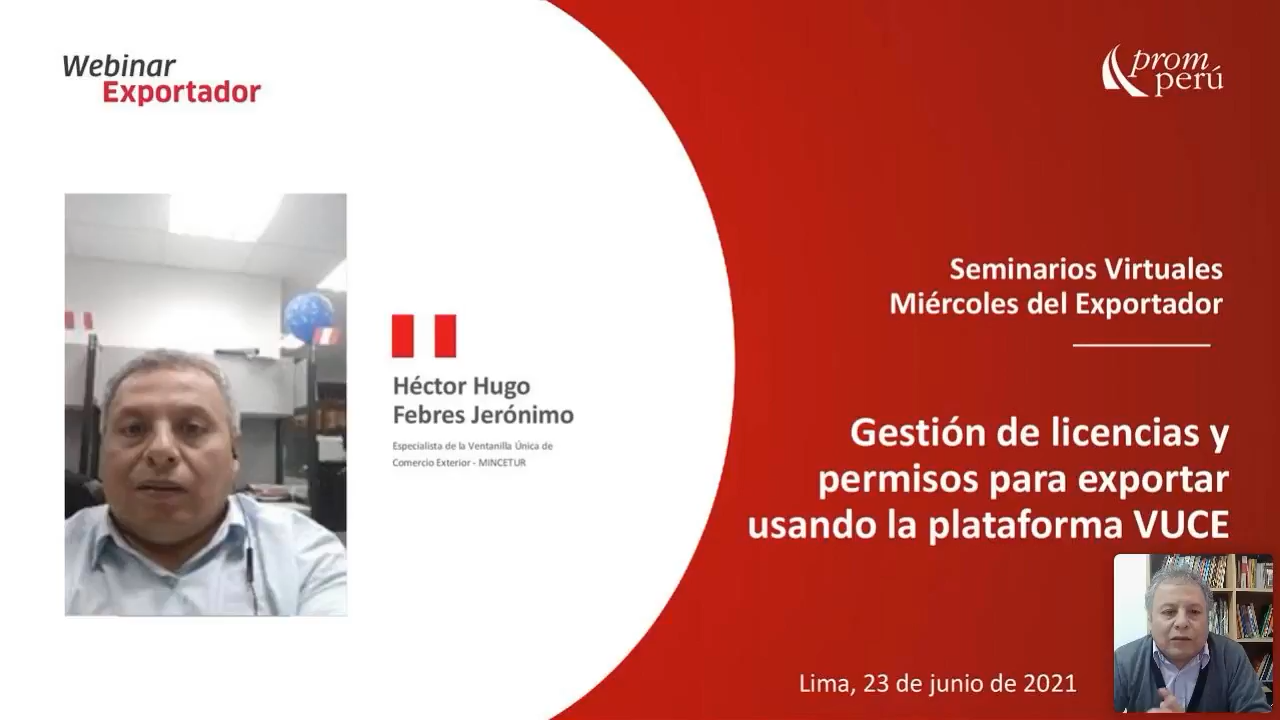 Webinar
Exportador
prom
perú
Seminarios Virtuales
Miércoles del Exportador
Héctor Hugo
Febres Jerónimo
Especialista de la Ventanilla Única de
Comercio Exterior - MINCETUR
Gestión de licencias y
permisos para exportar
usando la plataforma VUCE
Lima, 23 de junio de 2021